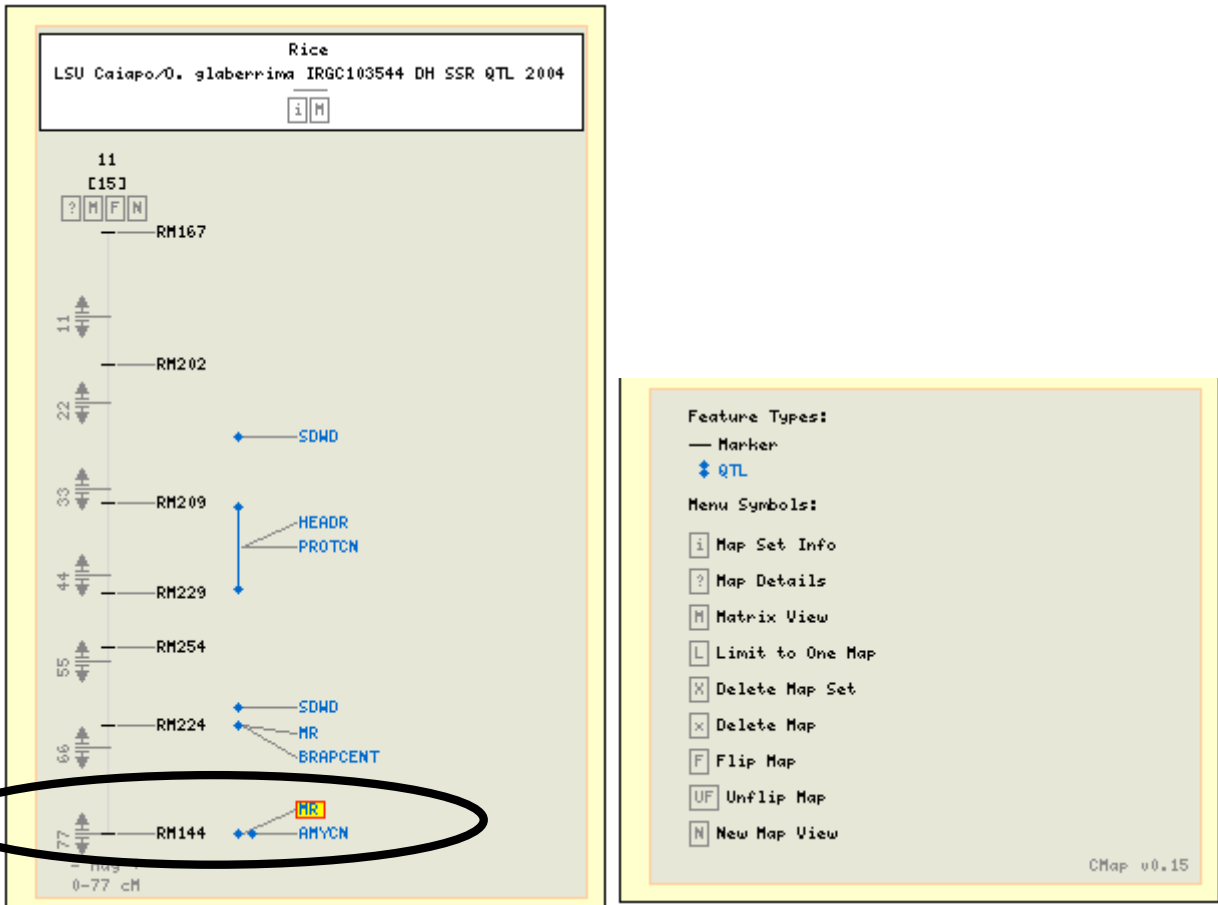 Rice
LSU Caiapo/O. glaberrima IRGC103544 DH SSR QTL 2004
i M
11
[15]
? M F N
RM167
11
RM202
22
SDWD
33
RM209
HEADR
PROTCN
44
RM229
RM254
55
SDWD
RM224
MR
66
BRAPCENT
MR
77
RM144
AMYCN
0-77 cM
Feature Types:
Marker
QTL
Menu Symbols:
i Map Set Info
? Map Details
M Matrix View
L Limit to One Map
X Delete Map Set
x Delete Map
F Flip Map
UF Unflip Map
N New Map View
CMap v0.15